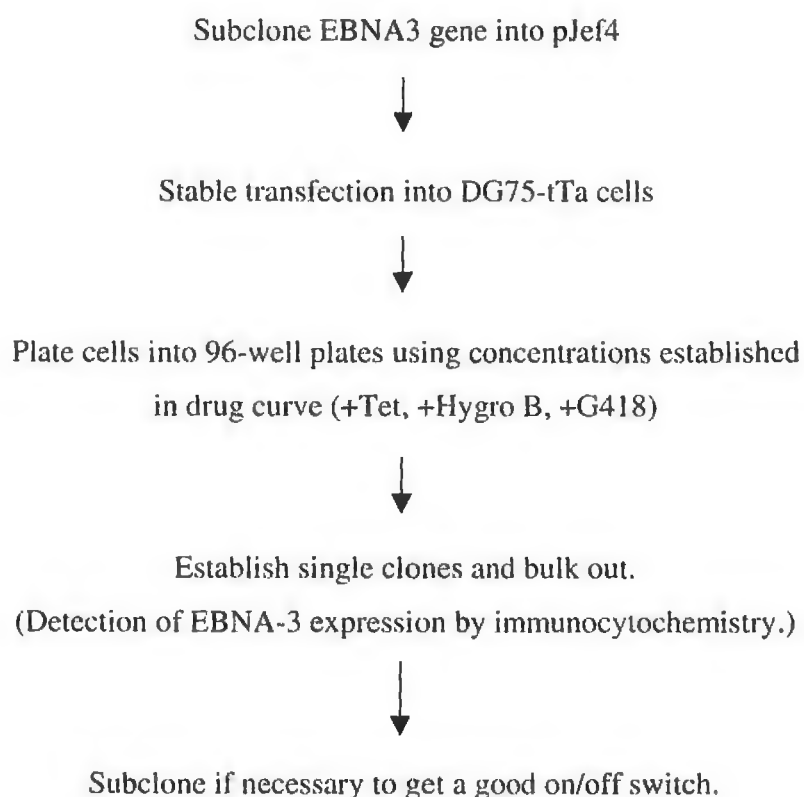 Subclone EBNA3 gene into pJef4
Stable transfection into DG75-tTa cells
Plate cells into 96-well plates using concentrations established
in drug curve (+Tet, +Hygro B, +G418)
Establish single clones and bulk out.
(Detection of EBNA-3 expression by immunocytochemistry.)
Subclone if necessary to get a good on/off switch.